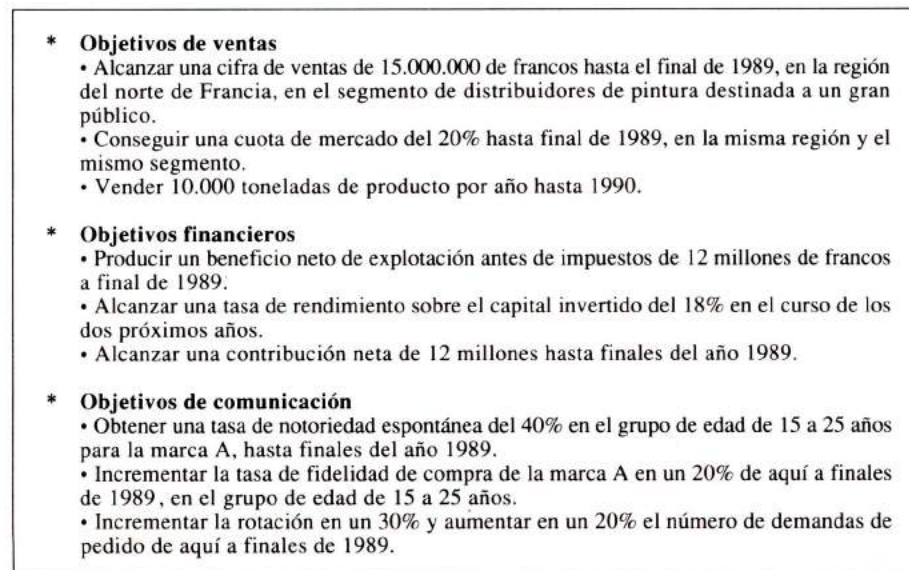 * Objetivos de ventas
• Alcanzar una cifra de ventas de 15.000.000 de francos hasta el final de 1989, en la región
del norte de Francia, en el segmento de distribuidores de pintura destinada a un gran
público.
• Conseguir una cuota de mercado del 20% hasta final de 1989, en la misma región y el
mismo segmento.
• Vender 10.000 toneladas de producto por año hasta 1990.
* Objetivos financieros
• Producir un beneficio neto de explotación antes de impuestos de 12 millones de francos
a final de 1989.
• Alcanzar una tasa de rendimiento sobre el capital invertido del 18% en el curso de los
dos próximos años.
• Alcanzar una contribución neta de 12 millones hasta finales del año 1989.
* Objetivos de comunicación
• Obtener una tasa de notoriedad espontánea del 40% en el grupo de edad de 15 a 25 años
para la marca A, hasta finales del año 1989.
• Incrementar la tasa de fidelidad de compra de la marca A en un 20% de aquí a finales
de 1989, en el grupo de edad de 15 a 25 años.
• Incrementar la rotación en un 30% y aumentar en un 20% el número de demandas de
pedido de aquí a finales de 1989.